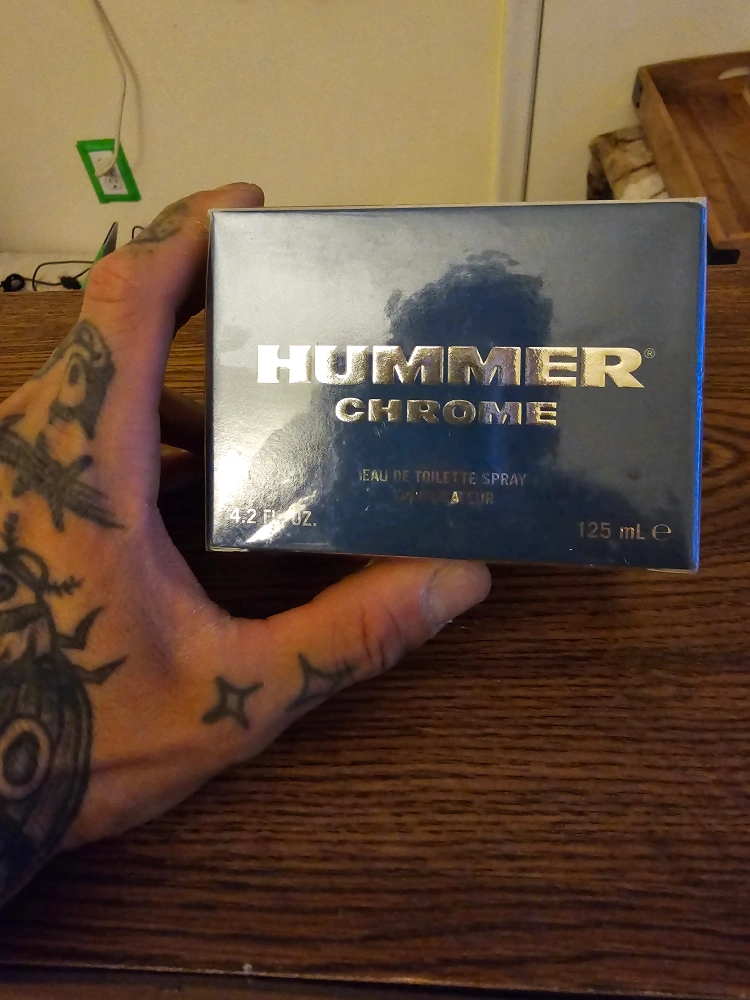 HUMMER®
CHROME
EAU DE TOILETTE SPRAY
4.2 FL. OZ.
125 mL ℮